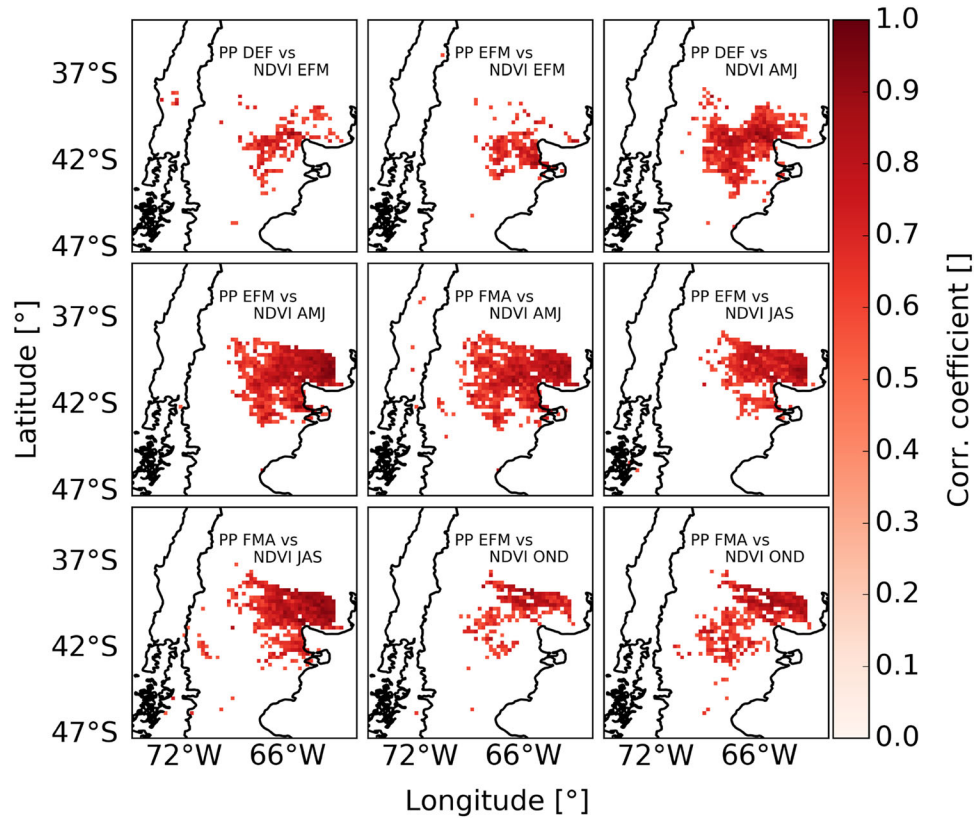 PP DEF vs
NDVI EFM
PP EFM vs
NDVI EFM
PP DEF vs
NDVI AMJ
37°S
42°S
47°S
PP EFM vs
NDVI AMJ
PP FMA vs
NDVI AMJ
PP EFM vs
NDVI JAS
37°S
42°S
47°S
PP FMA vs
NDVI JAS
PP EFM vs
NDVI OND
PP FMA vs
NDVI OND
37°S
42°S
47°S
72°W
66°W
72°W
66°W
72°W
66°W
Latitude [°]
Longitude [°]
1.0
0.9
0.8
0.7
0.6
0.5
0.4
0.3
0.2
0.1
0.0
Corr. coefficient []